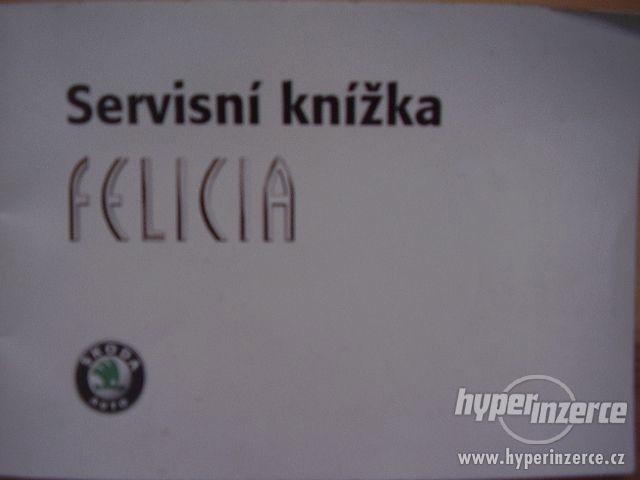 Servisní knížka
FELICIA
ŠKODA
AUTO
hyperinzerce
www.hyperinzerce.cz